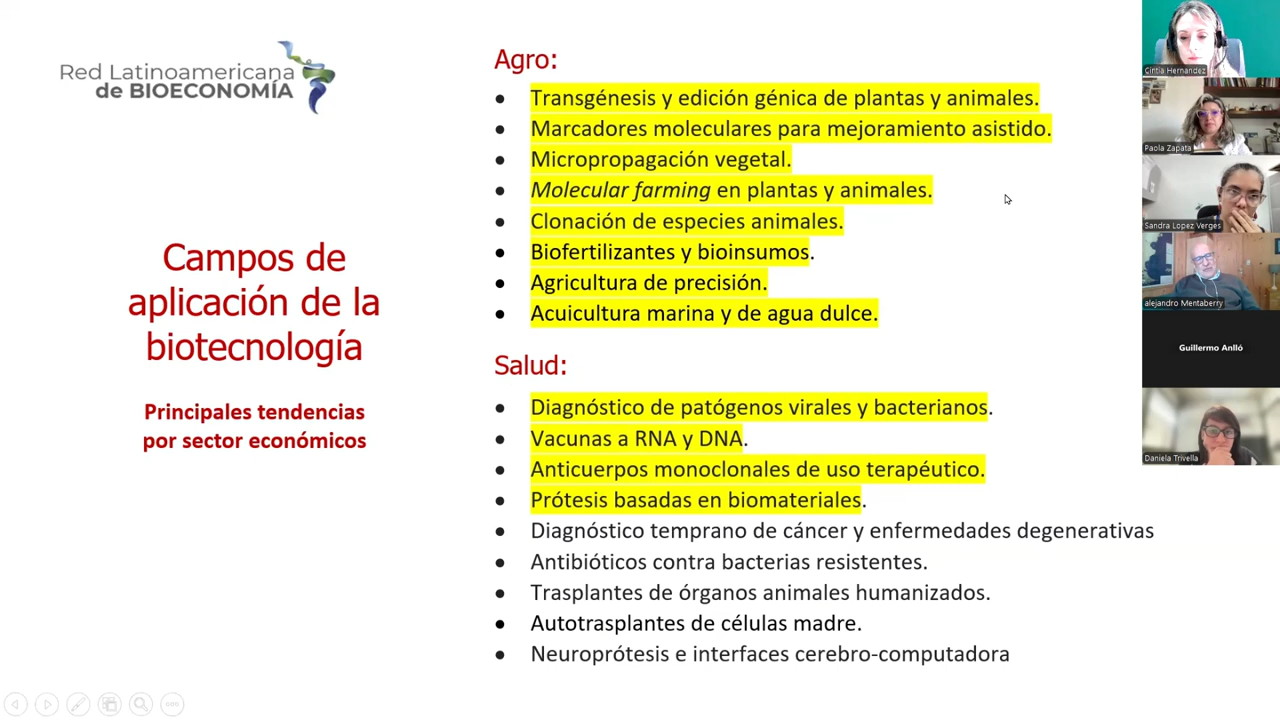 Red Latinoamericana
de BIOECONOMÍA
Campos de
aplicación de la
biotecnología
Principales tendencias
por sector económicos
Agro:
• Transgénesis y edición génica de plantas y animales.
• Marcadores moleculares para mejoramiento asistido.
• Micropropagación vegetal.
• Molecular farming en plantas y animales.
• Clonación de especies animales.
• Biofertilizantes y bioinsumos.
• Agricultura de precisión.
• Acuicultura marina y de agua dulce.
Salud:
• Diagnóstico de patógenos virales y bacterianos.
• Vacunas a RNA y DNA.
• Anticuerpos monoclonales de uso terapéutico.
• Prótesis basadas en biomateriales.
• Diagnóstico temprano de cáncer y enfermedades degenerativas
• Antibióticos contra bacterias resistentes.
• Trasplantes de órganos animales humanizados.
• Autotrasplantes de células madre.
• Neuroprótesis e interfaces cerebro-computadora
Cintia Hernandez
Paola Zapata
Sandra Lopez Verges
alejandro Mentaberry
Guillermo Anlló
Daniela Trivella